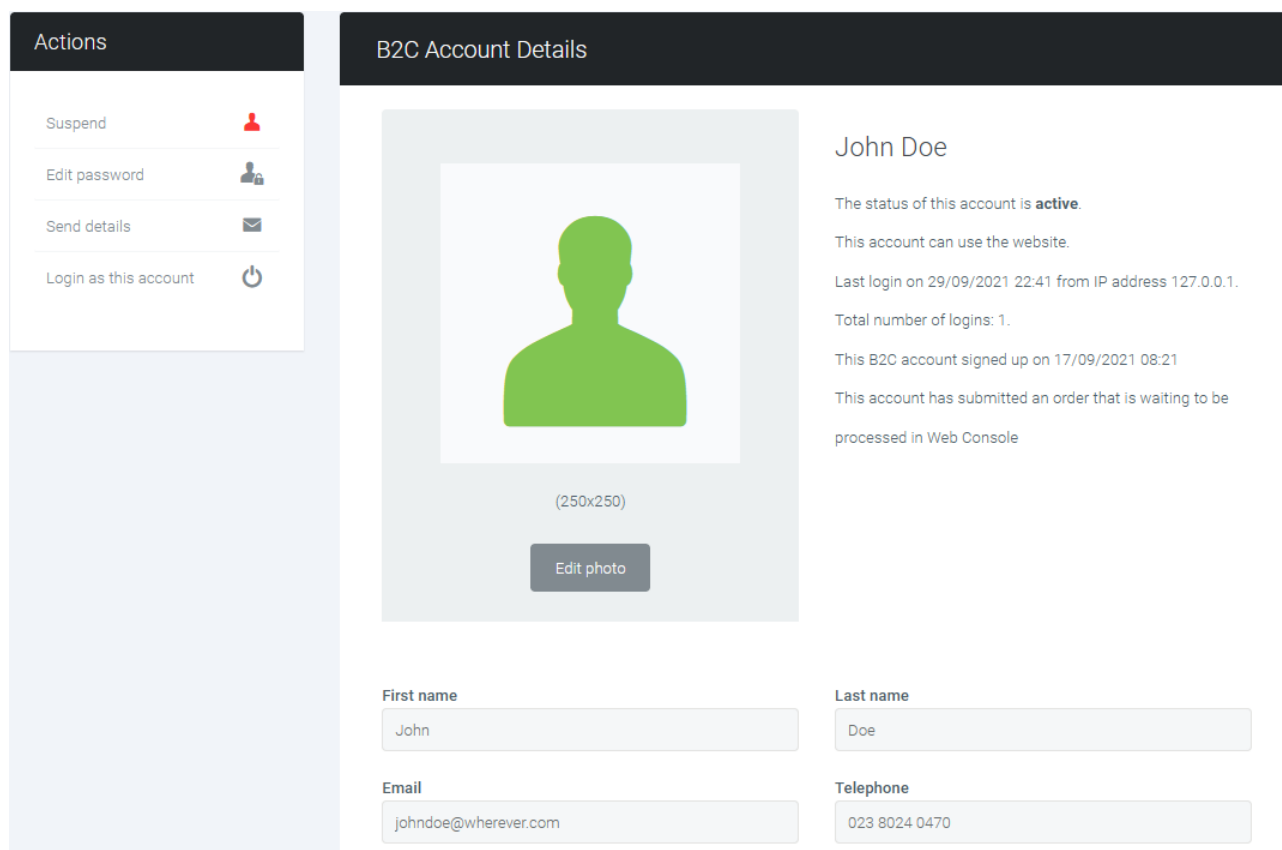 Actions
Suspend
Edit password
Send details
Login as this account
B2C Account Details
(250x250)
Edit photo
John Doe
The status of this account is active.
This account can use the website.
Last login on 29/09/2021 22:41 from IP address 127.0.0.1.
Total number of logins: 1.
This B2C account signed up on 17/09/2021 08:21
This account has submitted an order that is waiting to be
processed in Web Console
First name
John
Last name
Doe
Email
johndoe@wherever.com
Telephone
023 8024 0470